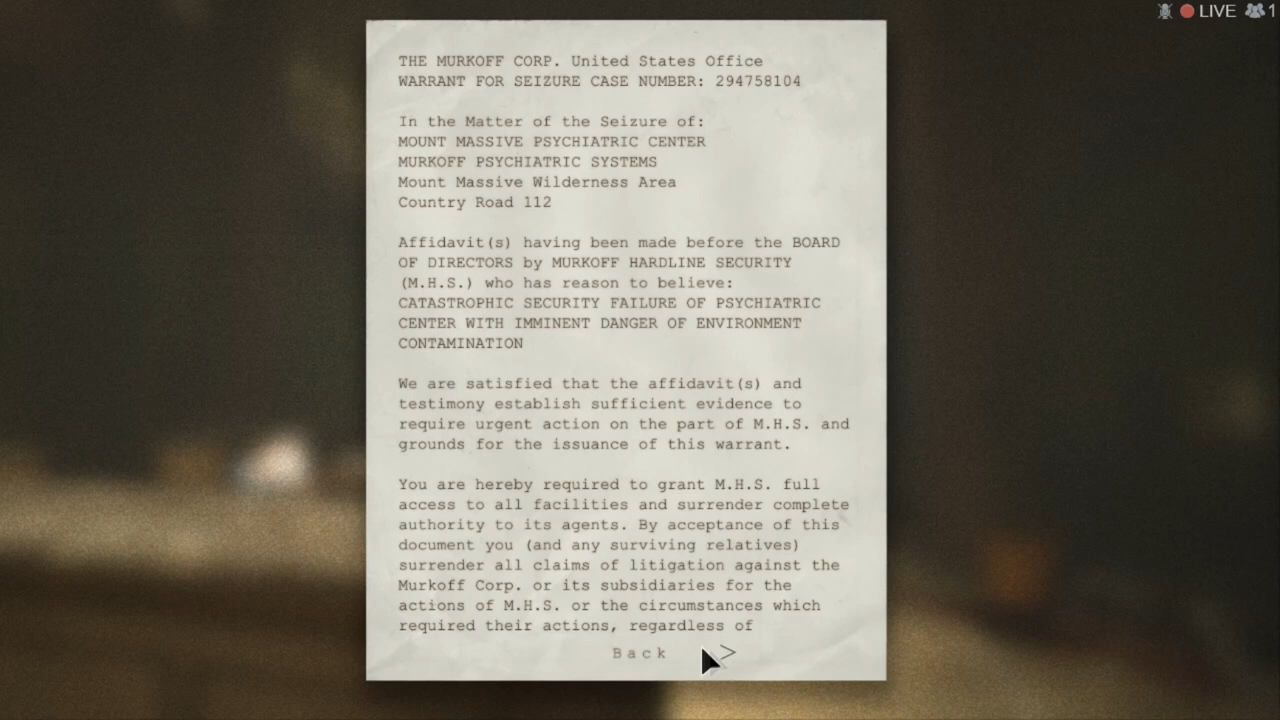 LIVE 1
THE MURKOFF CORP. United States Office
WARRANT FOR SEIZURE CASE NUMBER: 294758104
In the Matter of the Seizure of:
MOUNT MASSIVE PSYCHIATRIC CENTER
MURKOFF PSYCHIATRIC SYSTEMS
Mount Massive Wilderness Area
Country Road 112
Affidavit(s) having been made before the BOARD
OF DIRECTORS by MURKOFF HARDLINE SECURITY
(M.H.S.) who has reason to believe:
CATASTROPHIC SECURITY FAILURE OF PSYCHIATRIC
CENTER WITH IMMINENT DANGER OF ENVIRONMENT
CONTAMINATION
We are satisfied that the affidavit(s) and
testimony establish sufficient evidence to
require urgent action on the part of M.H.S. and
grounds for the issuance of this warrant.
You are hereby required to grant M.H.S. full
access to all facilities and surrender complete
authority to its agents. By acceptance of this
document you (and any surviving relatives)
surrender all claims of litigation against the
Murkoff Corp. or its subsidiaries for the
actions of M.H.S. or the circumstances which
required their actions, regardless of
Back >